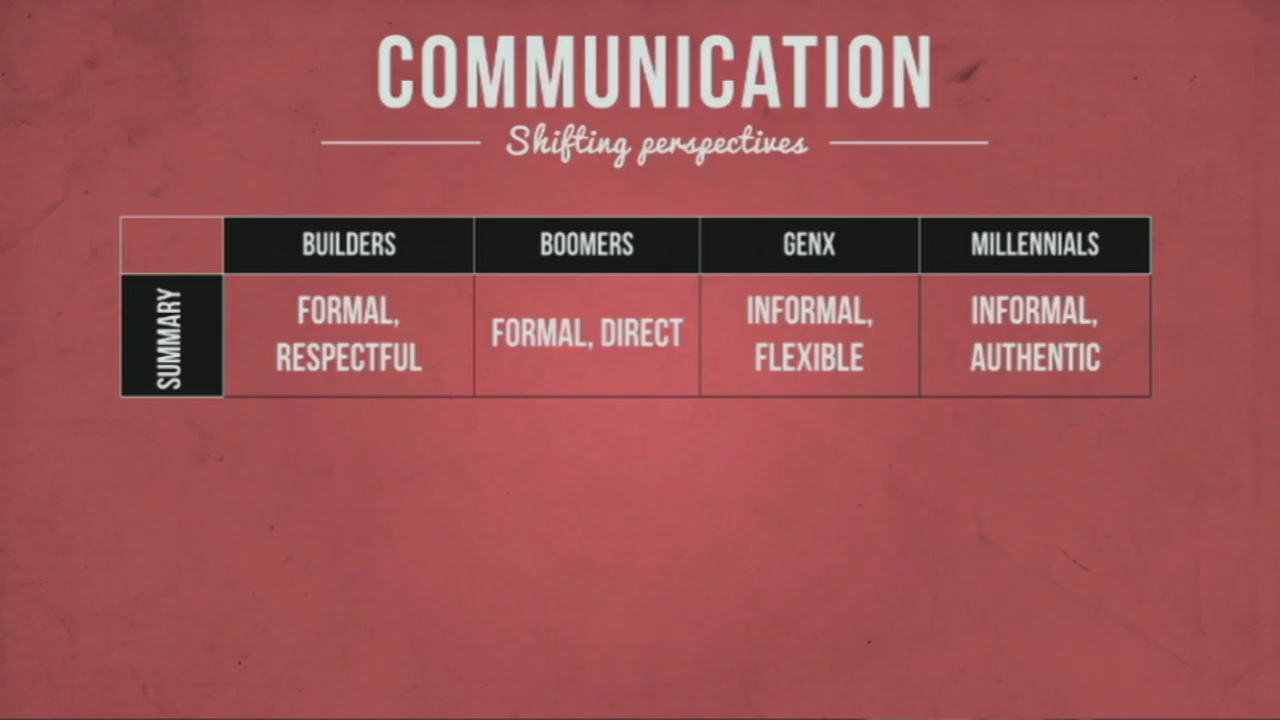 COMMUNICATION
Shifting perspectives
BUILDERS BOOMERS GENX MILLENNIALS
SUMMARY
FORMAL,
RESPECTFUL
FORMAL, DIRECT
INFORMAL,
FLEXIBLE
INFORMAL,
AUTHENTIC